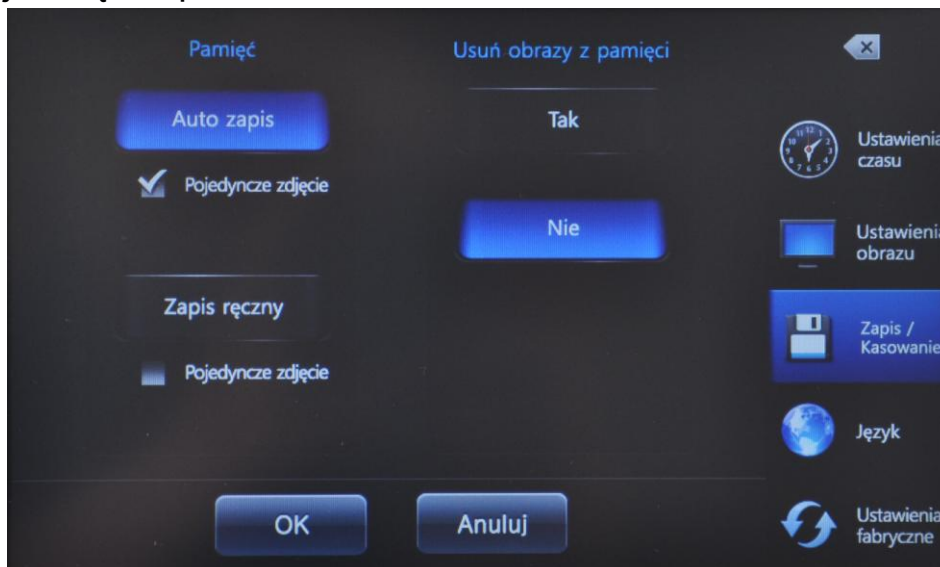 Pamięć
Auto zapis
Pojedyncze zdjęcie
Zapis ręczny
Pojedyncze zdjęcie
Usuń obrazy z pamięci
Tak
Nie
OK
Anuluj
Ustawienia
czasu
Ustawienia
obrazu
Zapis /
Kasowanie
Język
Ustawienia
fabryczne